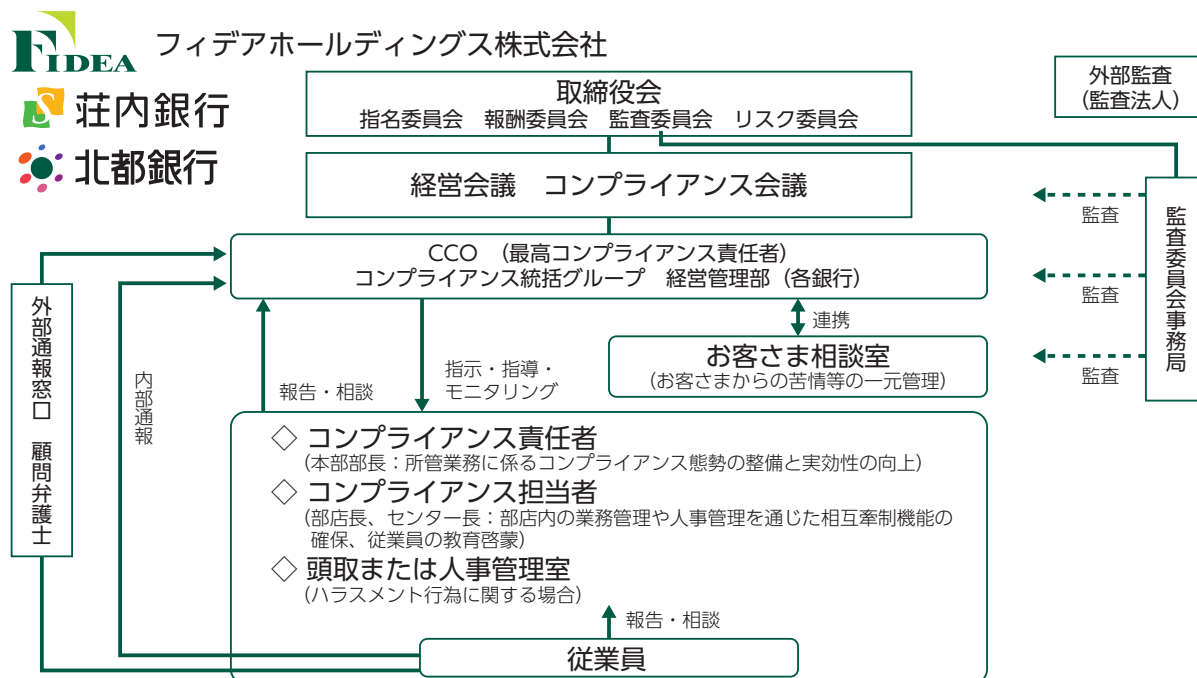 FIDEA
フィデアホールディングス株式会社
荘内銀行
北都銀行
取締役会
指名委員会 報酬委員会 監査委員会 リスク委員会
外部監査
(監査法人)
経営会議 コンプライアンス会議
監査
監査
監査
監査委員会事務局
CCO (最高コンプライアンス責任者)
コンプライアンス統括グループ 経営管理部(各銀行)
連携
お客さま相談室
(お客さまからの苦情等の一元管理)
外部通報窓口 顧問弁護士
内部通報
報告・相談
指示・指導・
モニタリング
◇ コンプライアンス責任者
(本部部長：所管業務に係るコンプライアンス態勢の整備と実効性の向上)
◇ コンプライアンス担当者
(部店長、センター長：部店内の業務管理や人事管理を通じた相互牽制機能の
確保、従業員の教育啓蒙)
◇ 頭取または人事管理室
(ハラスメント行為に関する場合)
報告・相談
従業員